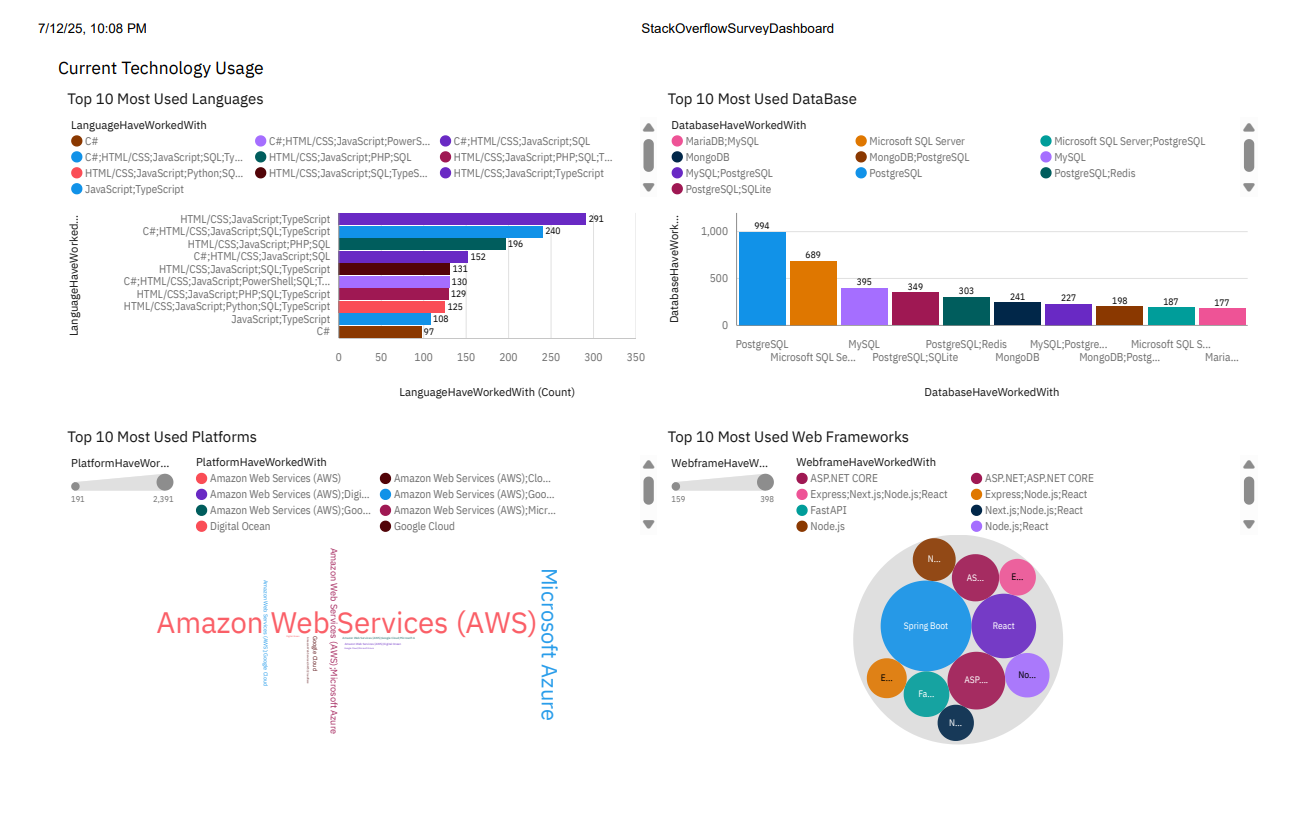 7/12/25, 10:08 PM
StackOverflowSurveyDashboard
Current Technology Usage
Top 10 Most Used Languages
LanguageHaveWorkedWith
C#
C#;HTML/CSS;JavaScript;PowerS...
C#;HTML/CSS;JavaScript;SQL
C#;HTML/CSS;JavaScript;SQL;Ty...
HTML/CSS;JavaScript;PHP;SQL
HTML/CSS;JavaScript;PHP;SQL;T...
HTML/CSS;JavaScript;Python;SQ...
HTML/CSS;JavaScript;SQL;TypeS...
HTML/CSS;JavaScript;TypeScript
JavaScript;TypeScript
LanguageHaveWorked...
HTML/CSS;JavaScript;TypeScript 291
C#;HTML/CSS;JavaScript;SQL;TypeScript 240
HTML/CSS;JavaScript;PHP;SQL 196
C#;HTML/CSS;JavaScript;SQL 152
HTML/CSS;JavaScript;SQL;TypeScript 131
C#;HTML/CSS;JavaScript;PowerShell;SQL;T... 130
HTML/CSS;JavaScript;PHP;SQL;TypeScript 129
HTML/CSS;JavaScript;Python;SQL;TypeScript 125
JavaScript;TypeScript 108
C# 97
0 50 100 150 200 250 300 350
LanguageHaveWorkedWith (Count)
Top 10 Most Used DataBase
DatabaseHaveWorkedWith
MariaDB;MySQL
Microsoft SQL Server
Microsoft SQL Server;PostgreSQL
MongoDB
MongoDB;PostgreSQL
MySQL
MySQL;PostgreSQL
PostgreSQL
PostgreSQL;Redis
PostgreSQL;SQLite
DatabaseHaveWork...
1,000
500
0
994 689 395 349 303 241 227 198 187 177
PostgreSQL MySQL PostgreSQL;Redis MySQL;Postgre... Microsoft SQL S...
Microsoft SQL Se... PostgreSQL;SQLite MongoDB MongoDB;Postg... Maria...
DatabaseHaveWorkedWith
Top 10 Most Used Platforms
PlatformHaveWor...
191 2,391
PlatformHaveWorkedWith
Amazon Web Services (AWS)
Amazon Web Services (AWS);Clo...
Amazon Web Services (AWS);Digi...
Amazon Web Services (AWS);Goo...
Amazon Web Services (AWS);Goo...
Amazon Web Services (AWS);Micr...
Digital Ocean
Google Cloud
Amazon Web Services (AWS)
Microsoft Azure
Amazon Web Services (AWS);Microsoft Azure
Amazon Web Services (AWS);Google Cloud
Google Cloud
Top 10 Most Used Web Frameworks
WebframeHaveW...
159 398
WebframeHaveWorkedWith
ASP.NET CORE
ASP.NET;ASP.NET CORE
Express;Next.js;Node.js;React
Express;Node.js;React
FastAPI
Next.js;Node.js;React
Node.js
Node.js;React
N...
AS...
E...
Spring Boot
React
E...
Fa...
ASP....
No...
N...